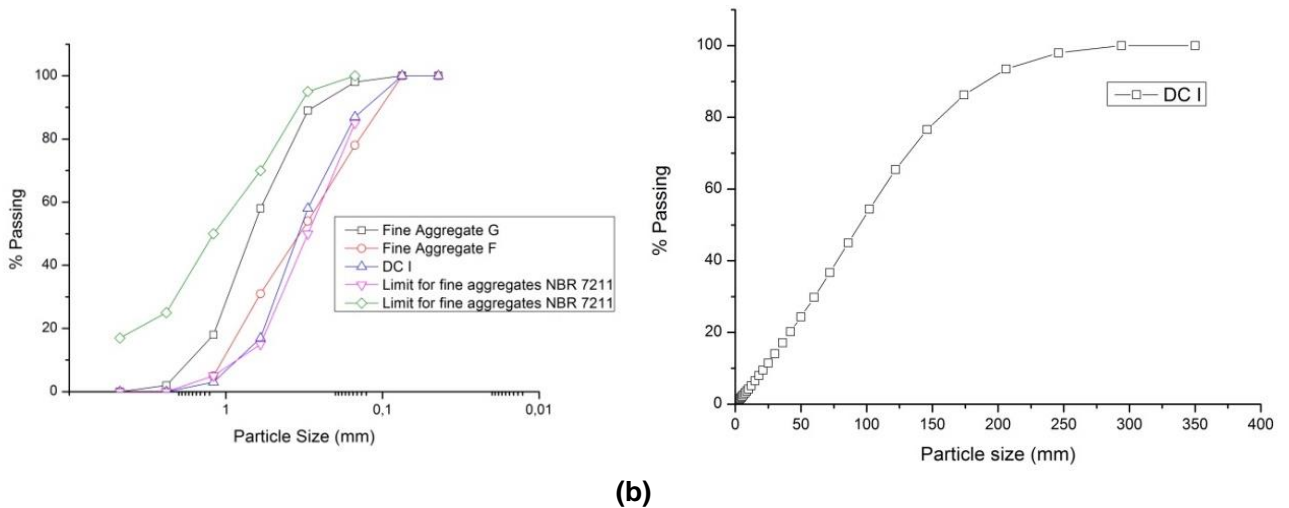 100
80
60
40
20
0
% Passing
1
0,1
0,01
Particle Size (mm)
Fine Aggregate G
Fine Aggregate F
DC I
Limit for fine aggregates NBR 7211
Limit for fine aggregates NBR 7211
100
80
60
40
20
0
% Passing
0
50
100
150
200
250
300
350
400
Particle size (mm)
DC I
(b)